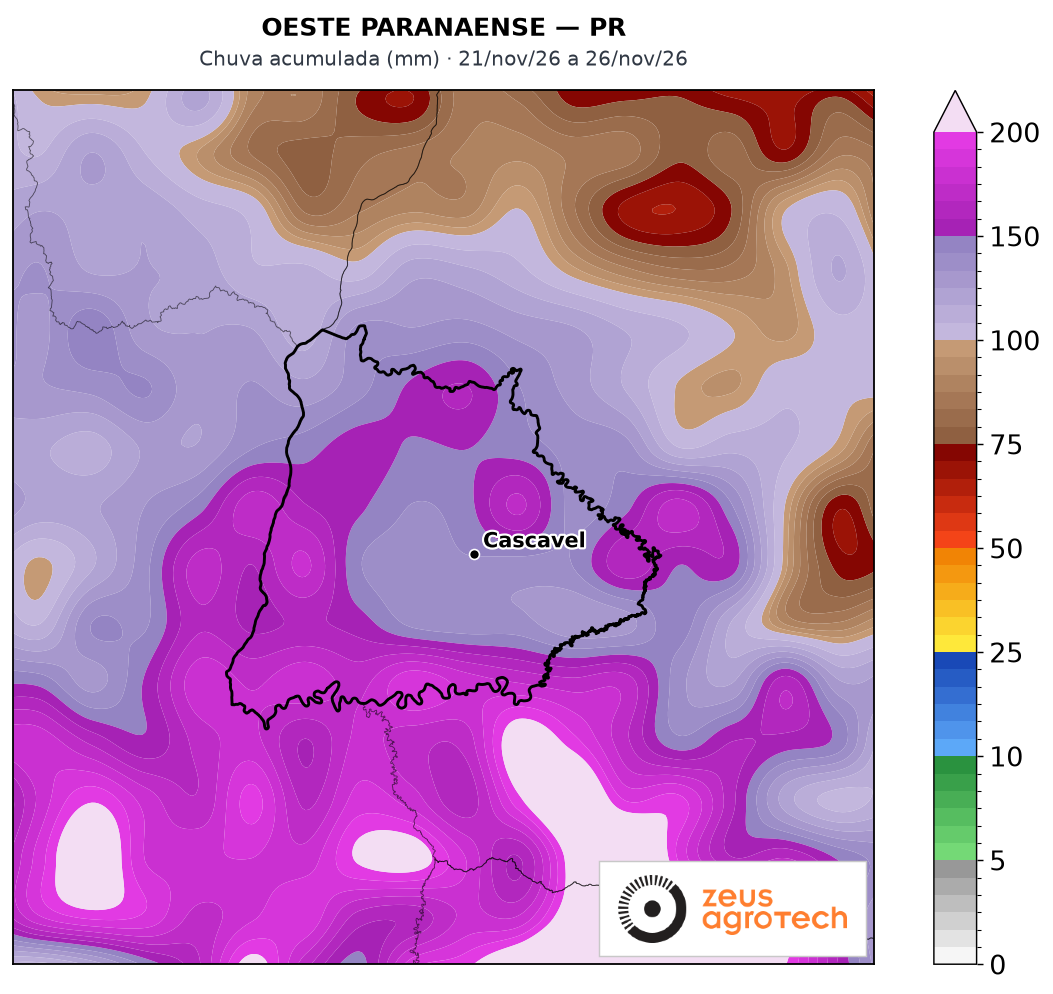 OESTE PARANAENSE — PR
Chuva acumulada (mm) · 21/nov/26 a 26/nov/26
200
150
100
75
50
25
10
5
0
Cascavel
zeus
agrotech